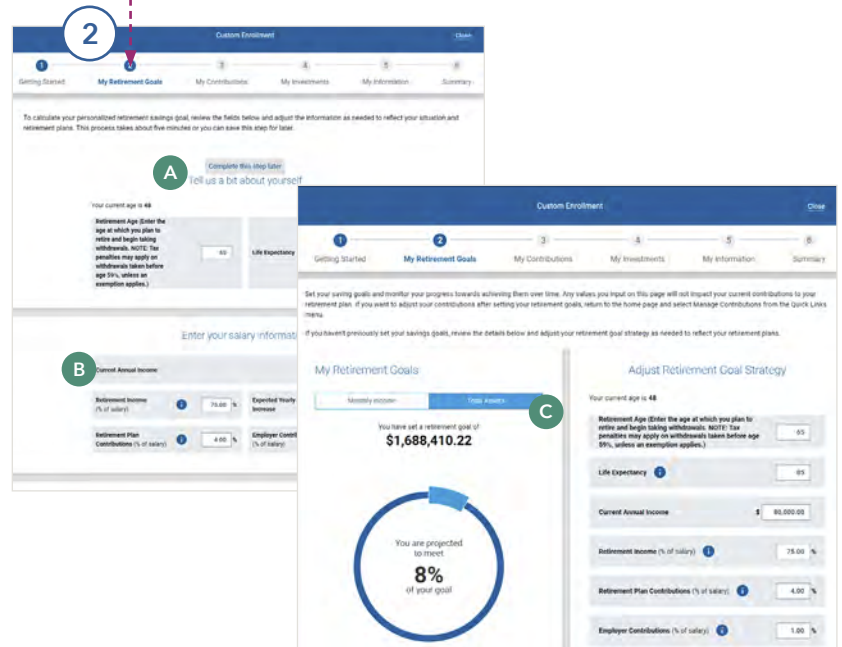 2
Custom Enrollment
Close
1
2
3
4
5
6
Getting Started
My Retirement Goals
My Contributions
My Investments
My Information
Summary
To calculate your personalized retirement savings goal, review the fields below and adjust the information as needed to reflect your situation and
retirement plans. This process takes about five minutes or you can save this step for later.
Complete this step later
A
Tell us a bit about yourself
Your current age is 48
Retirement Age (Enter the
age at which you plan to
retire and begin taking
withdrawals. NOTE: Tax
penalties may apply on
withdrawals taken before
age 59½, unless an
exemption applies.)
65
Life Expectancy
Enter your salary informat
B
Current Annual Income
Retirement Income
(% of salary)
i
75.00 %
Expected Yearly
Increase
Retirement Plan
Contributions (% of salary)
i
4.00 %
Employer Contri
(% of salary)
Custom Enrollment
Close
1
2
3
4
5
6
Getting Started
My Retirement Goals
My Contributions
My Investments
My Information
Summary
Set your saving goals and monitor your progress towards achieving them over time. Any values you input on this page will not impact your current contributions to your
retirement plan. If you want to adjust your contributions after setting your retirement goals, return to the home page and select Manage Contributions from the Quick Links
menu.
If you haven't previously set your savings goals, review the details below and adjust your retirement goal strategy as needed to reflect your retirement plans.
My Retirement Goals
Monthly Income
Total Assets
C
You have set a retirement goal of
$1,688,410.22
You are projected
to meet
8%
of your goal
Adjust Retirement Goal Strategy
Your current age is 48
Retirement Age (Enter the age at which you plan to
retire and begin taking withdrawals. NOTE: Tax
penalties may apply on withdrawals taken before age
59½, unless an exemption applies.)
65
Life Expectancy
i
85
Current Annual Income
$ 80,000.00
Retirement Income (% of salary)
i
75.00 %
Retirement Plan Contributions (% of salary)
i
4.00 %
Employer Contributions (% of salary)
i
1.00 %